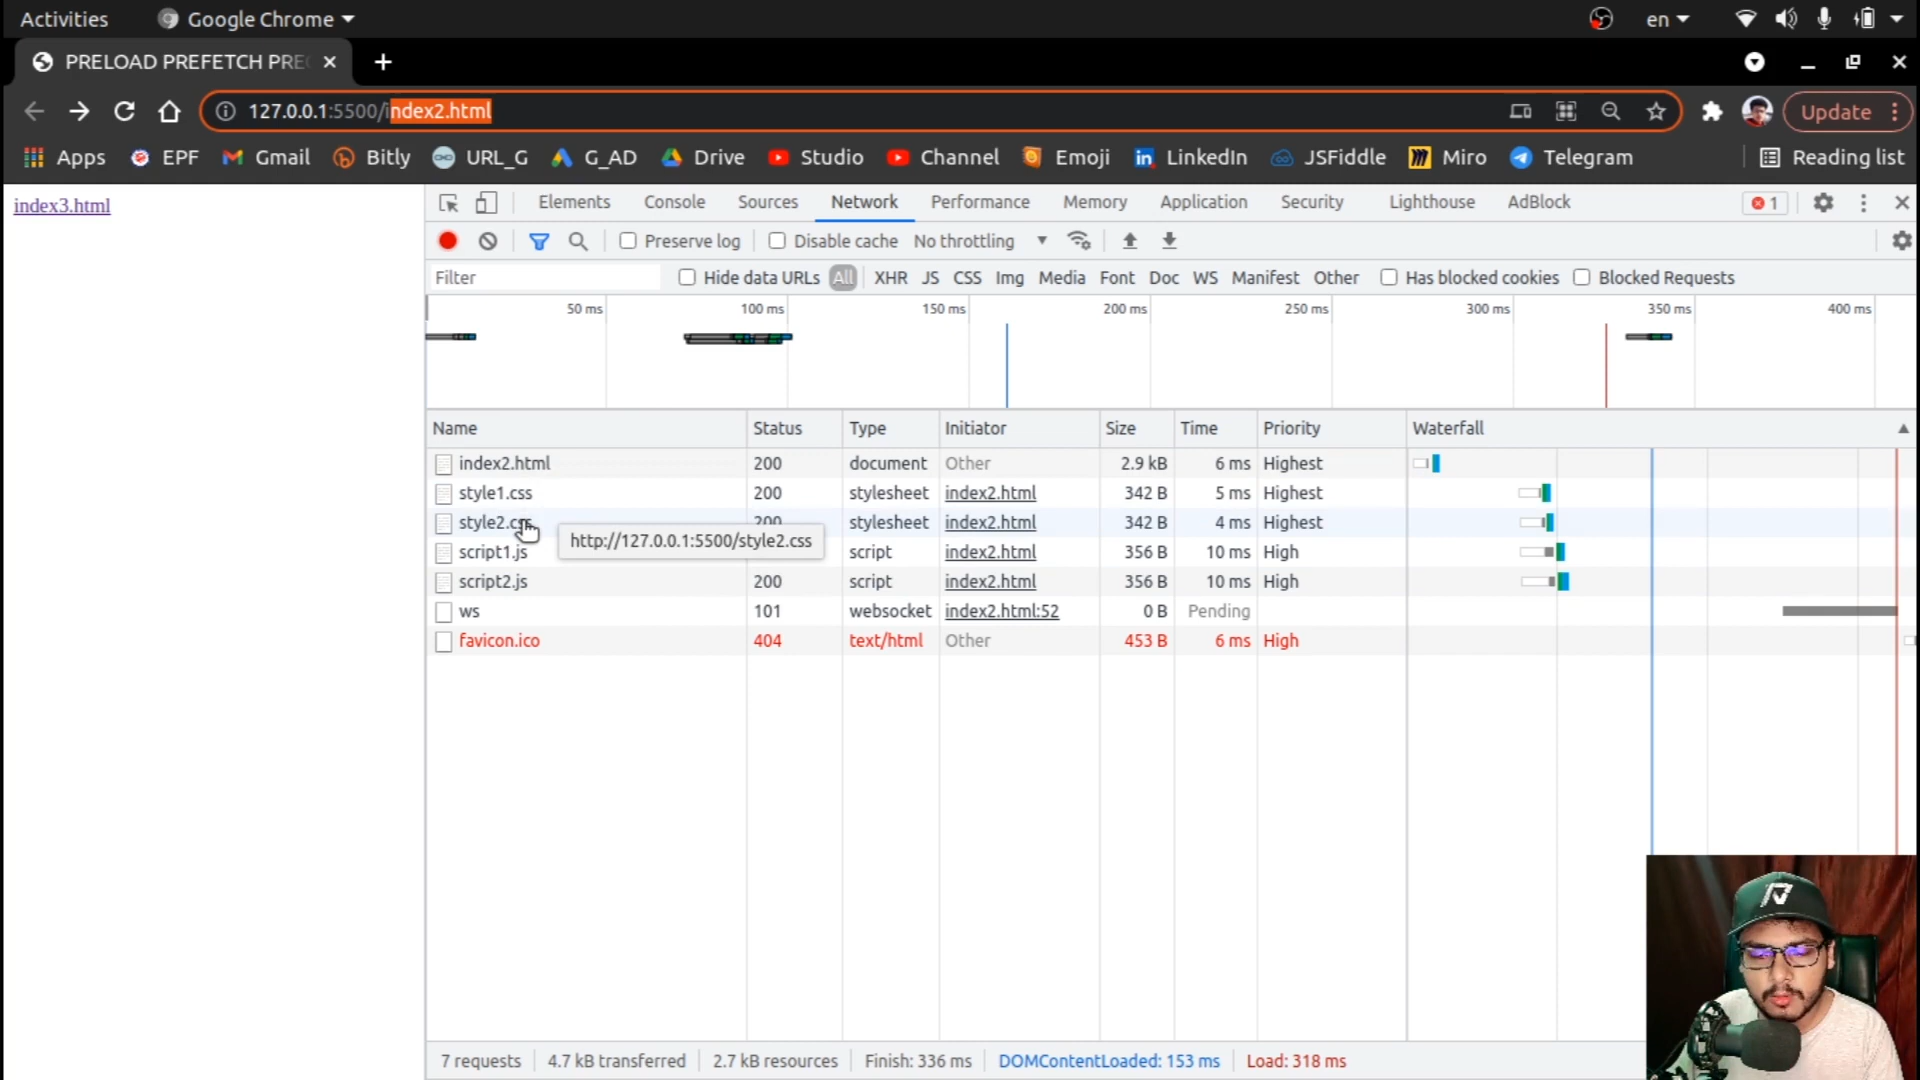 Activities Google Chrome en
PRELOAD PREFETCH PREC
127.0.0.1:5500/index2.html Update
Apps EPF Gmail Bitly URL_G G_AD Drive Studio Channel Emoji LinkedIn JSFiddle Miro Telegram Reading list
index3.html
Elements Console Sources Network Performance Memory Application Security Lighthouse AdBlock 1
Preserve log Disable cache No throttling
Filter Hide data URLs All XHR JS CSS Img Media Font Doc WS Manifest Other Has blocked cookies Blocked Requests
50 ms 100 ms 150 ms 200 ms 250 ms 300 ms 350 ms 400 ms
Name Status Type Initiator Size Time Priority Waterfall
index2.html 200 document Other 2.9 kB 6 ms Highest
style1.css 200 stylesheet index2.html 342 B 5 ms Highest
style2.css 200 stylesheet index2.html 342 B 4 ms Highest
http://127.0.0.1:5500/style2.css
script1.js script index2.html 356 B 10 ms High
script2.js 200 script index2.html 356 B 10 ms High
ws 101 websocket index2.html:52 0 B Pending
favicon.ico 404 text/html Other 453 B 6 ms High
7 requests 4.7 kB transferred 2.7 kB resources Finish: 336 ms DOMContentLoaded: 153 ms Load: 318 ms